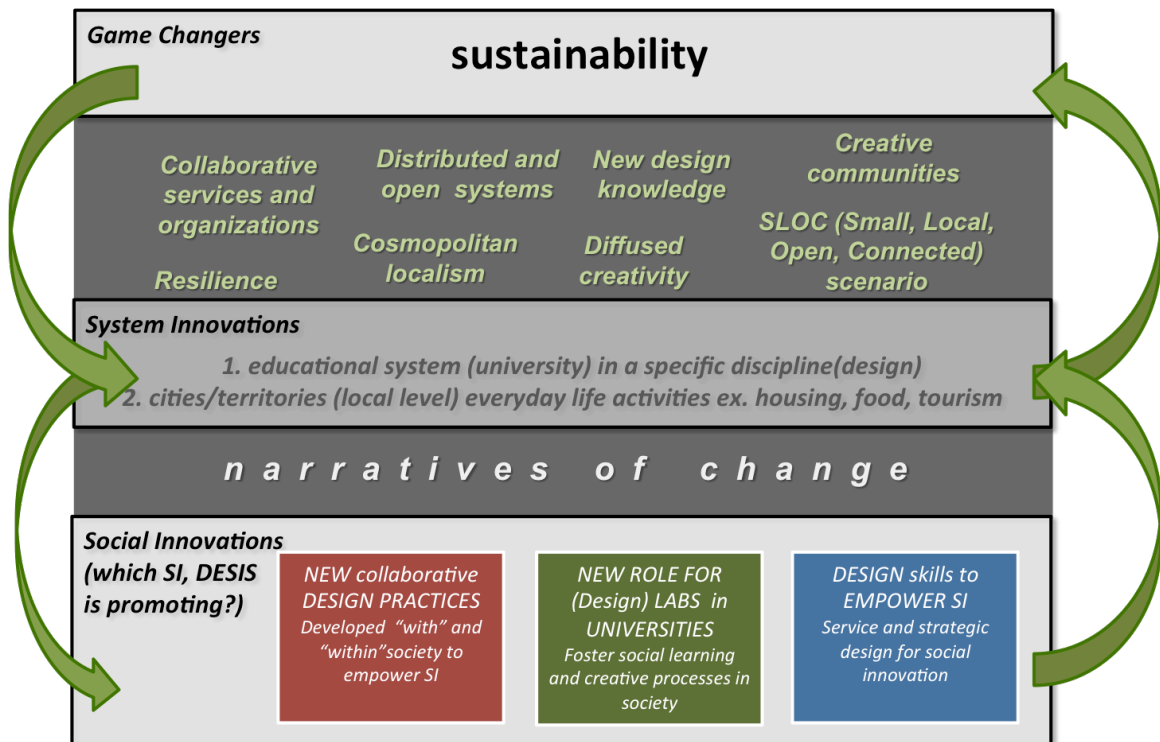 Game Changers
sustainability
Collaborative
services and
organizations
Distributed and
open systems
New design
knowledge
Creative
communities
Resilience
Cosmopolitan
localism
Diffused
creativity
SLOC (Small, Local,
Open, Connected)
scenario
System Innovations
1. educational system (university) in a specific discipline(design)
2. cities/territories (local level) everyday life activities ex. housing, food, tourism
narratives of change
Social Innovations
(which SI, DESIS
is promoting?)
NEW collaborative
DESIGN PRACTICES
Developed “with” and
“within”society to
empower SI
NEW ROLE FOR
(Design) LABS in
UNIVERSITIES
Foster social learning
and creative processes in
society
DESIGN skills to
EMPOWER SI
Service and strategic
design for social
innovation